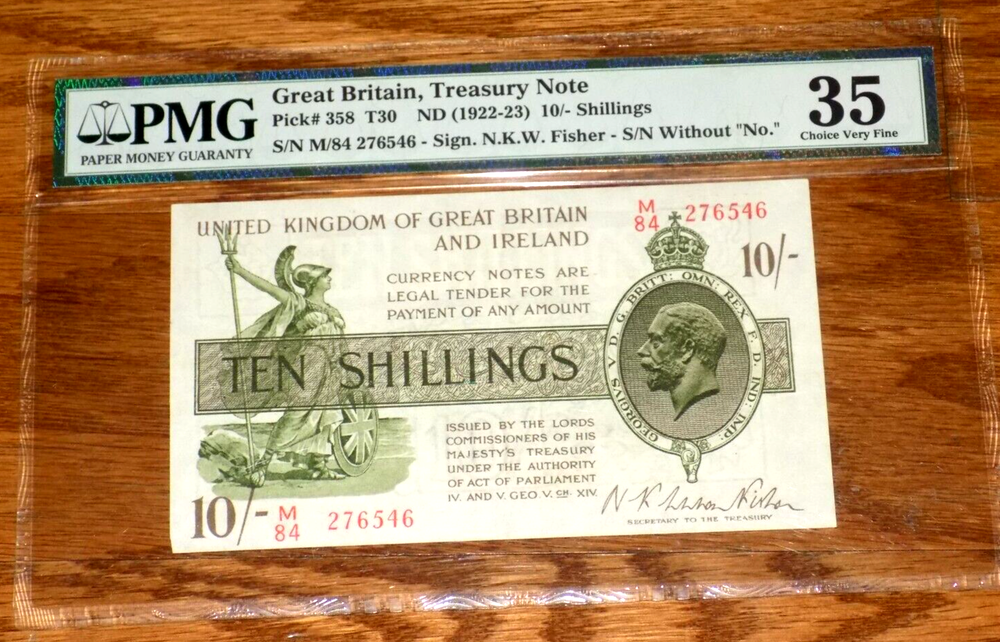 PMG
PAPER MONEY GUARANTY
Great Britain, Treasury Note
Pick# 358 T30 ND (1922-23) 10/- Shillings
S/N M/84 276546 - Sign. N.K.W. Fisher - S/N Without "No."
35
Choice Very Fine
UNITED KINGDOM OF GREAT BRITAIN
AND IRELAND
M
84 276546
10/-
CURRENCY NOTES ARE
LEGAL TENDER FOR THE
PAYMENT OF ANY AMOUNT
TEN SHILLINGS
GEORGIVS V D. G. BRITT: OMN: REX F. D. IND: IMP:
ISSUED BY THE LORDS
COMMISSIONERS OF HIS
MAJESTY'S TREASURY
UNDER THE AUTHORITY
OF ACT OF PARLIAMENT
IV. AND V. GEO V. CH. XIV.
10/-
M
84 276546
SECRETARY TO THE TREASURY